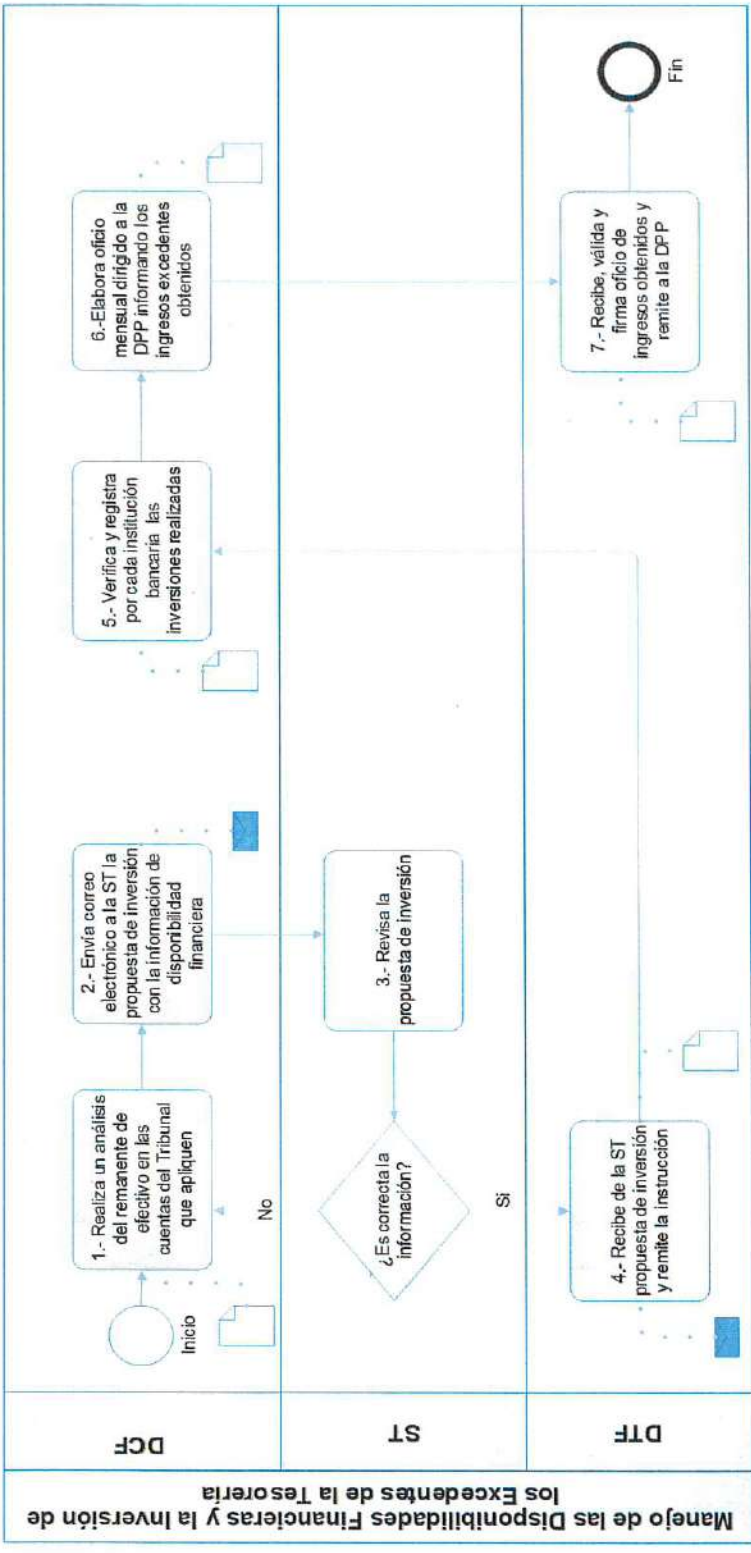 Manejo de las Disponibilidades Financieras y la Inversión de
los Excedentes de la Tesorería
DCF
Inicio
1.- Realiza un análisis
del remanente de
efectivo en las
cuentas del Tribunal
que apliquen
2.- Envía correo
electrónico a la ST la
propuesta de inversión
con la información de
disponibilidad
financiera
5.- Verifica y registra
por cada institución
bancaria las
inversiones realizadas
6.-Elabora oficio
mensual dirigido a la
DPP informando los
ingresos excedentes
obtenidos
ST
No
¿Es correcta la
información?
Si
3.- Revisa la
propuesta de inversión
DTF
4.- Recibe de la ST
propuesta de inversión
y remite la instrucción
7.- Recibe, válida y
firma oficio de
ingresos obtenidos y
remite a la DPP
Fin